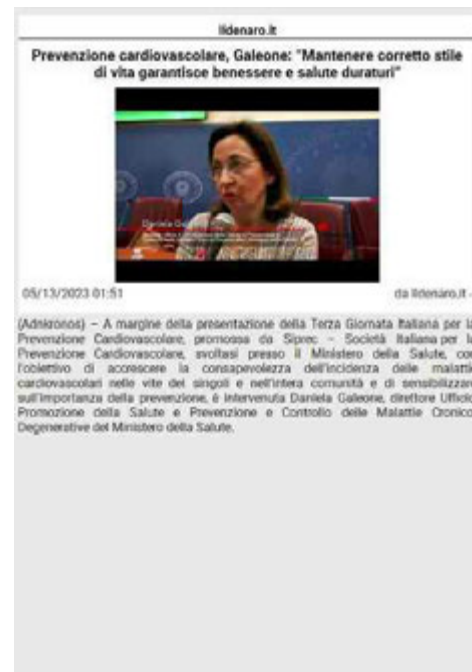 ildenaro.it
Prevenzione cardiovascolare, Galeone: "Mantenere corretto stile
di vita garantisce benessere e salute duraturi"
Daniela
05/13/2023 01:51
da ildenaro.it -
(Adnkronos) – A margine della presentazione della Terza Giornata Italiana per la
Prevenzione Cardiovascolare, promossa da Siprec – Società Italiana per la
Prevenzione Cardiovascolare, svoltasi presso il Ministero della Salute, con
l'obiettivo di accrescere la consapevolezza dell'incidenza delle malattie
cardiovascolari nelle vite dei singoli e nell'intera comunità e di sensibilizzare
sull'importanza della prevenzione, è intervenuta Daniela Galeone, direttore Ufficio
Promozione della Salute e Prevenzione e Controllo delle Malattie Cronico
Degenerative del Ministero della Salute.